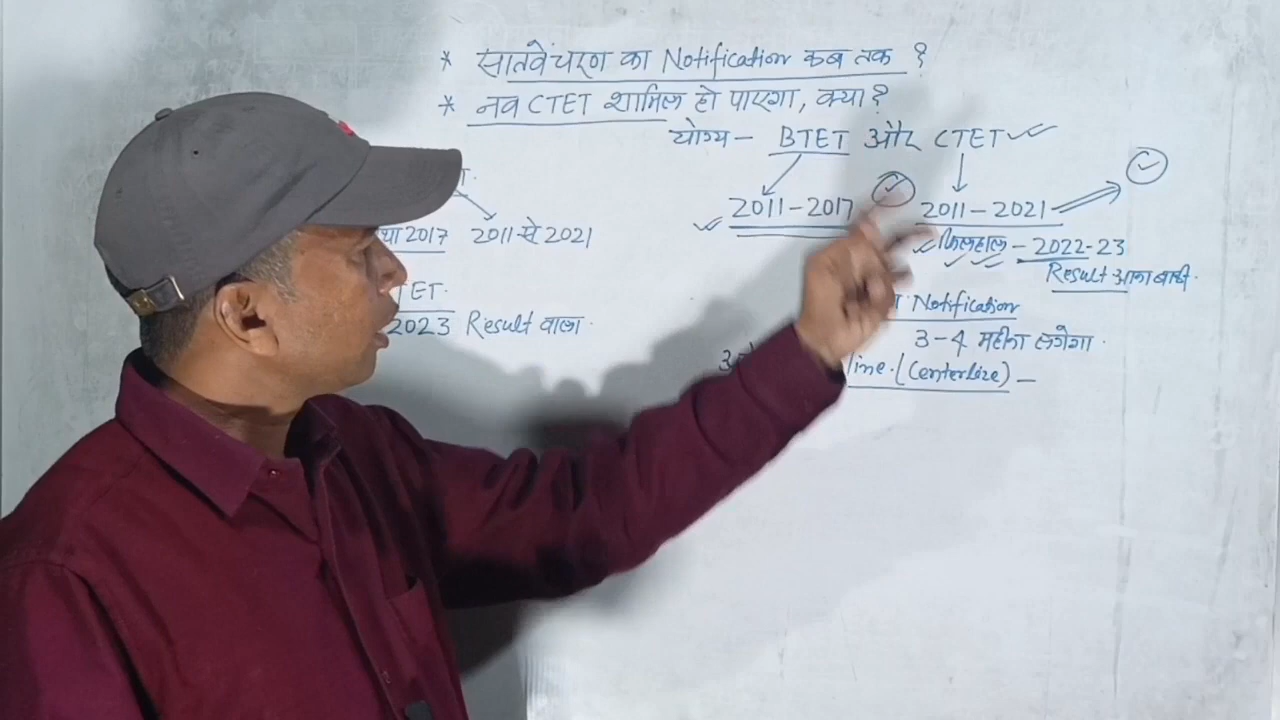 * सातवेंचरण का Notification कब तक ?
* नव CTET शामिल हो पाएगा, क्या ?
योग्य - BTET और CTET
2011-2017 2011-2021
2017 2011 से 2021
फिलहाल - 2022-23
Result आना बाकी.
TET
2023 Result वाला.
Notification
3-4 महीना लगेगा.
line. (Centerlize) -